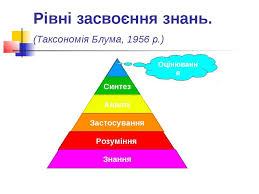 Рівні засвоєння знань.
(Таксономія Блума, 1956 р.)
Оцінюванн
я
Синтез
Аналіз
Застосування
Розуміння
Знання